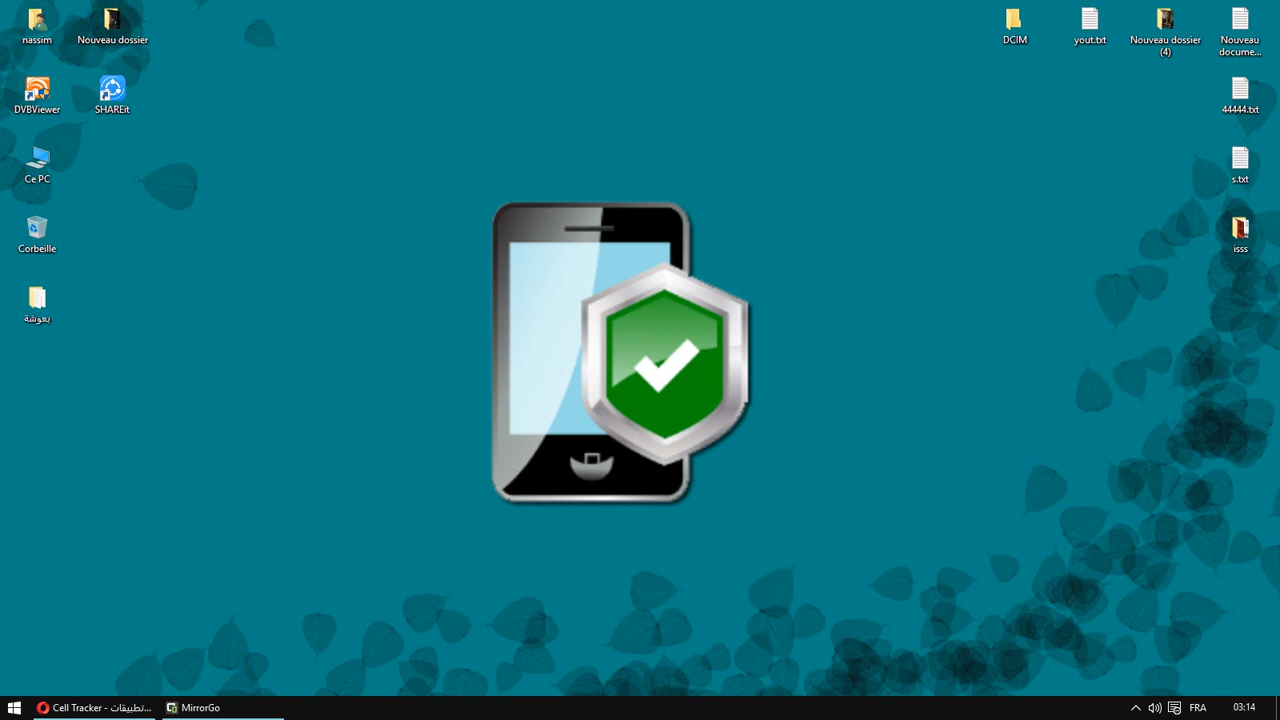 nassim
Nouveau dossier
DCIM
yout.txt
Nouveau dossier
(4)
Nouveau
docume...
DVBViewer
SHAREit
44444.txt
Ce PC
s.txt
Corbeille
isss
بعوشة
Cell Tracker - تطبيقات...
MirrorGo
FRA
03:14